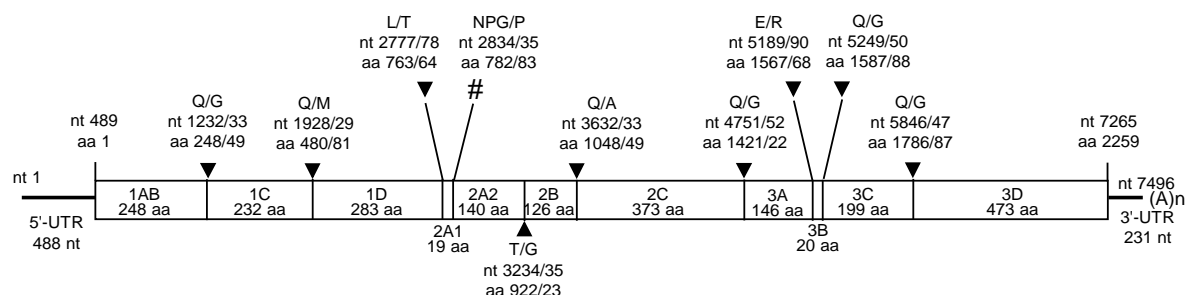 L/T
nt 2777/78
aa 763/64
NPG/P
nt 2834/35
aa 782/83
#
E/R
nt 5189/90
aa 1567/68
Q/G
nt 5249/50
aa 1587/88
nt 489
aa 1
Q/G
nt 1232/33
aa 248/49
Q/M
nt 1928/29
aa 480/81
Q/A
nt 3632/33
aa 1048/49
Q/G
nt 4751/52
aa 1421/22
Q/G
nt 5846/47
aa 1786/87
nt 7265
aa 2259
nt 1
5'-UTR
488 nt
1AB
248 aa
1C
232 aa
1D
283 aa
2A1
19 aa
2A2
140 aa
2B
126 aa
2C
373 aa
3A
146 aa
3B
20 aa
3C
199 aa
3D
473 aa
nt 7496
(A)n
3'-UTR
231 nt
T/G
nt 3234/35
aa 922/23